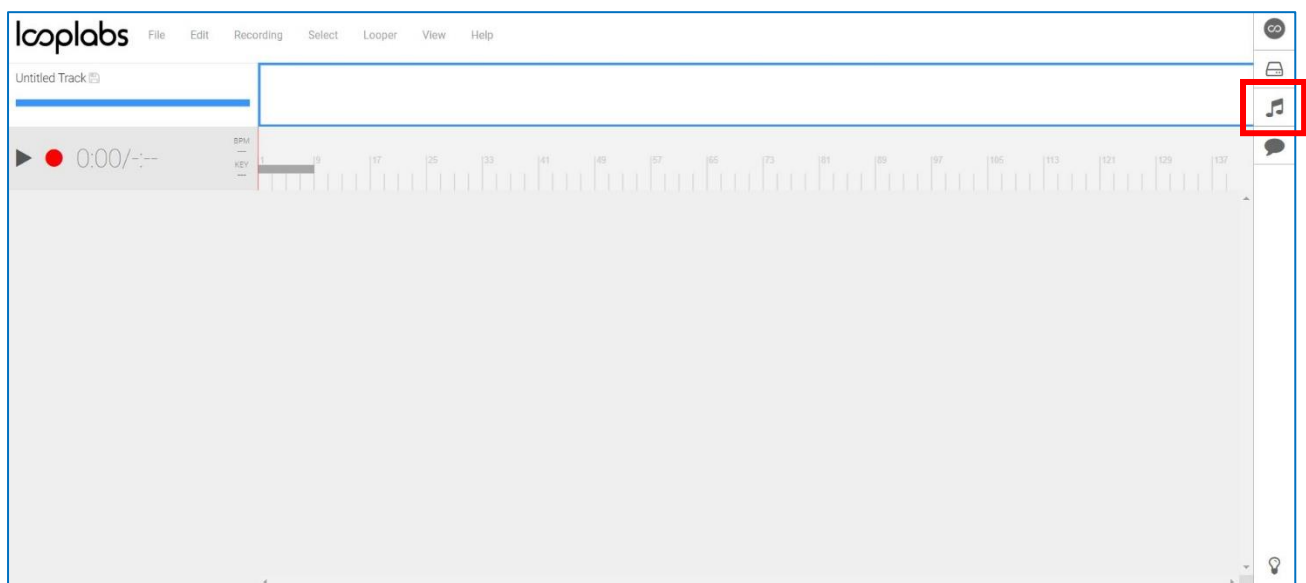 looplabs File Edit Recording Select Looper View Help
Untitled Track
0:00/-:--
BPM
—
KEY
—
1 9 17 25 33 41 49 57 65 73 81 89 97 105 113 121 129 137